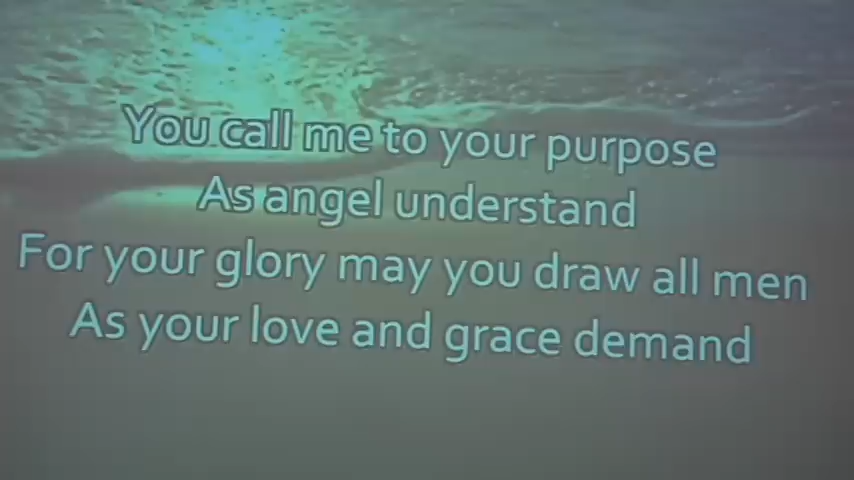 You call me to your purpose
As angel understand
For your glory may you draw all men
As your love and grace demand